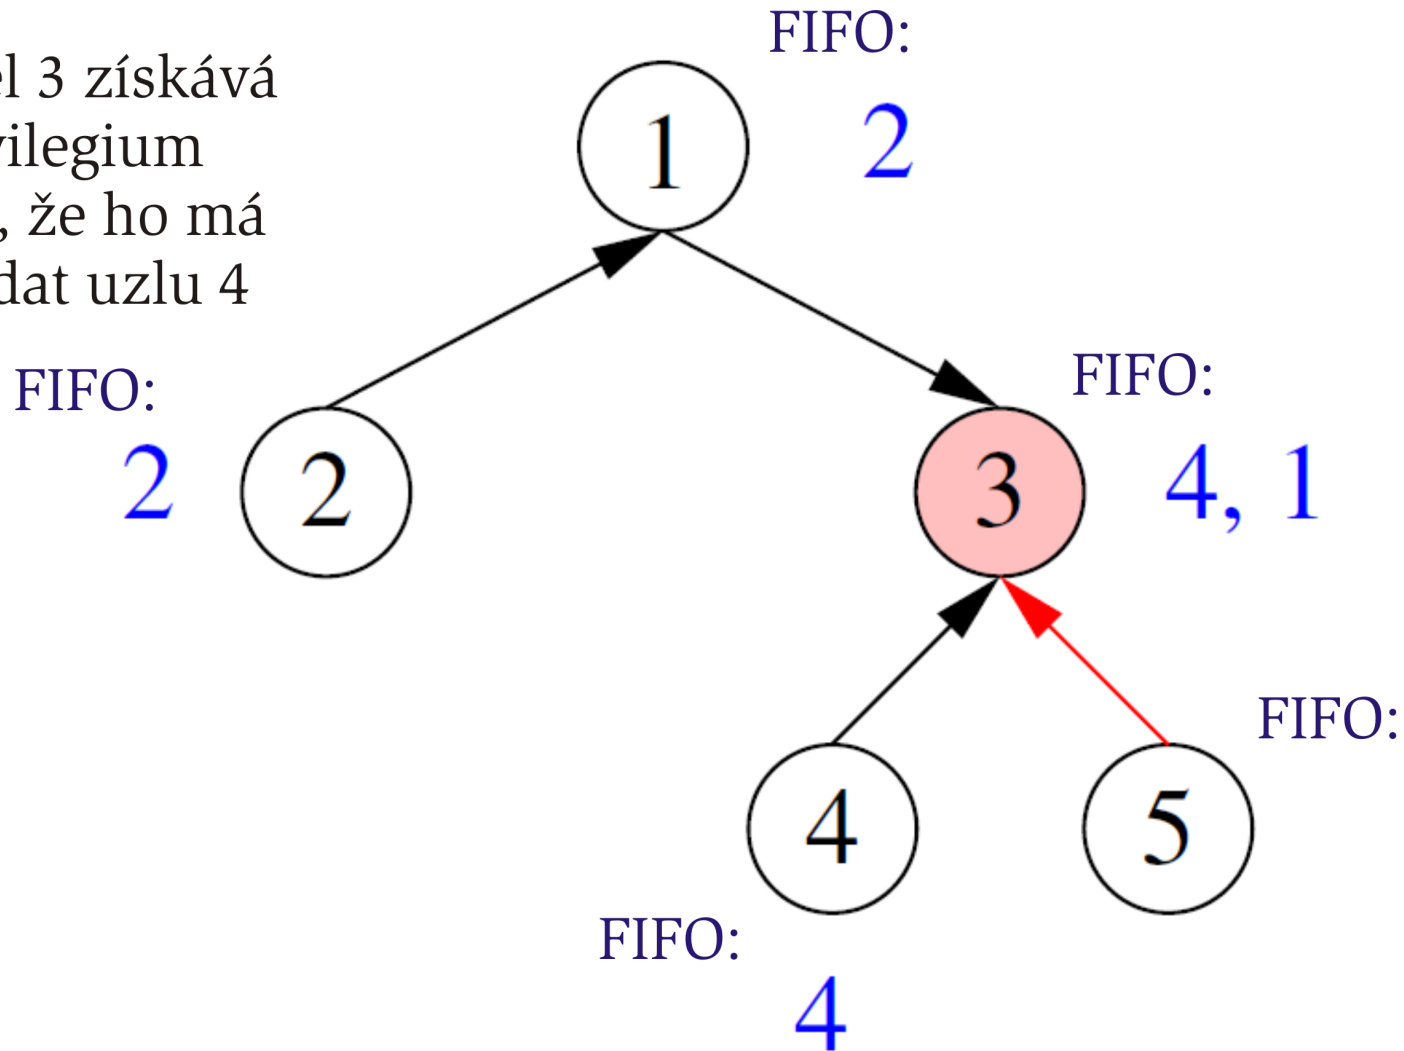 FIFO:
el 3 získává
vilegium
, že ho má
dat uzlu 4
1
2
FIFO:
2
2
FIFO:
3
4, 1
4
5
FIFO:
FIFO:
4